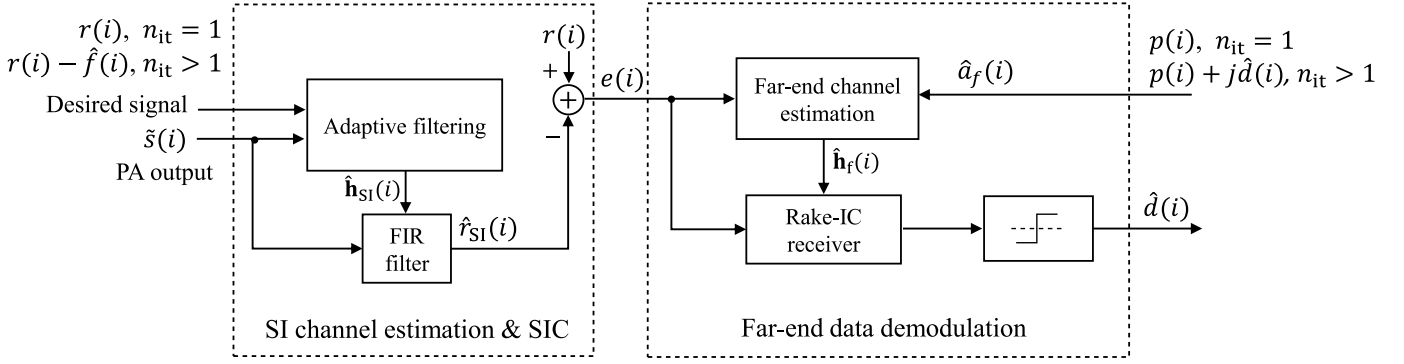 r(i), n_it = 1
r(i) − f̂(i), n_it > 1
Desired signal
s̃(i)
PA output
Adaptive filtering
ĥ_SI(i)
FIR
filter
r̂_SI(i)
r(i)
+
+
−
e(i)
SI channel estimation & SIC
Far-end channel
estimation
ĥ_f(i)
Rake-IC
receiver
â_f(i)
p(i), n_it = 1
p(i) + jd̂(i), n_it > 1
d̂(i)
Far-end data demodulation